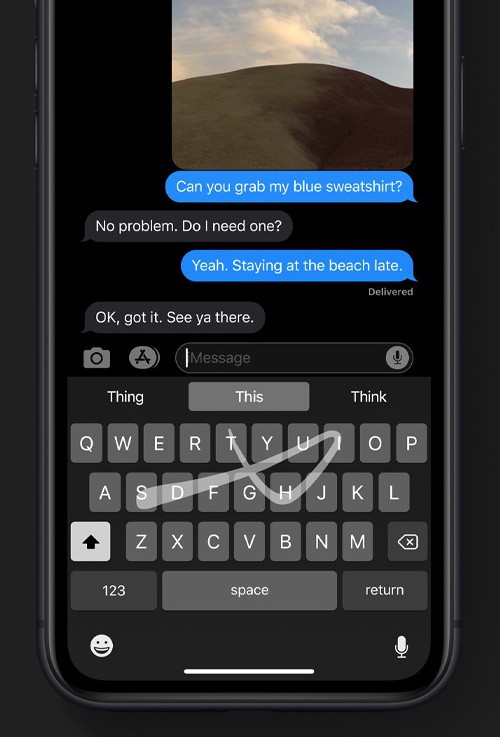 Can you grab my blue sweatshirt?
No problem. Do I need one?
Yeah. Staying at the beach late.
Delivered
OK, got it. See ya there.
Message
Thing This Think
Q W E R T Y U I O P
A S D F G H J K L
Z X C V B N M
123 space return